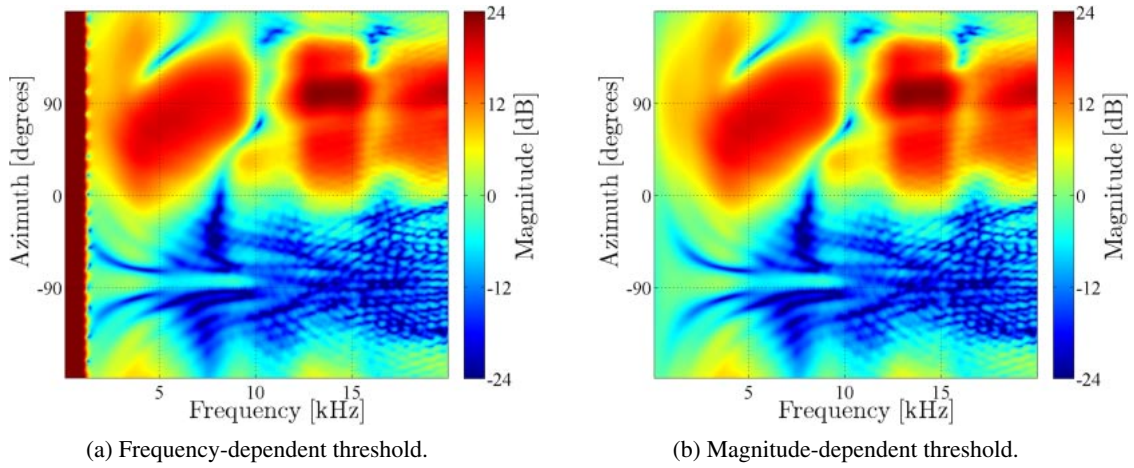 24
12
0
-12
-24
Magnitude [dB]
90
0
-90
Azimuth [degrees]
5
10
15
Frequency [kHz]
(a) Frequency-dependent threshold.
24
12
0
-12
-24
Magnitude [dB]
90
0
-90
Azimuth [degrees]
5
10
15
Frequency [kHz]
(b) Magnitude-dependent threshold.